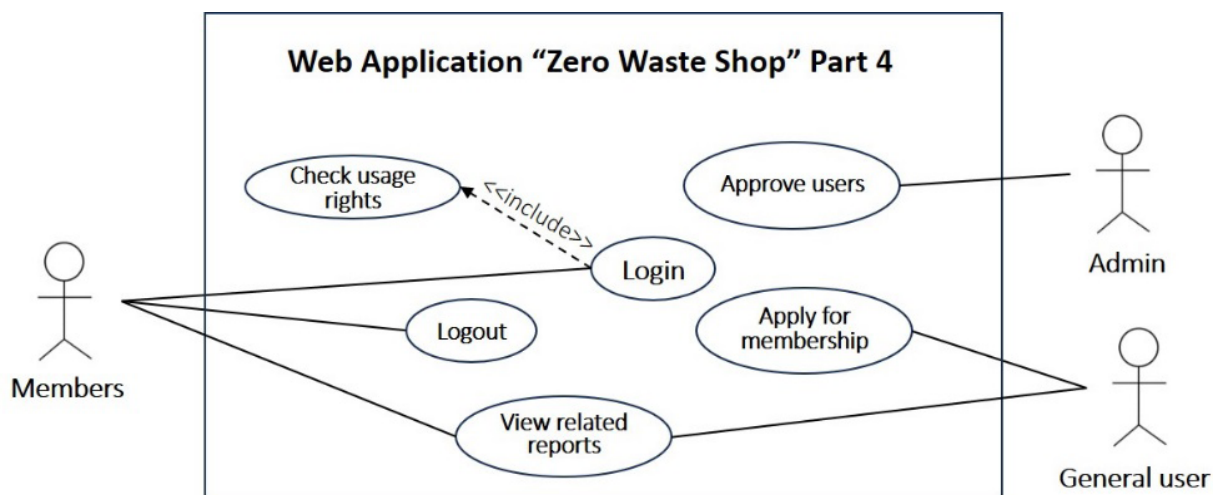 Web Application “Zero Waste Shop” Part 4
Check usage
rights
<<include>>
Approve users
Login
Admin
Logout
Apply for
membership
Members
View related
reports
General user